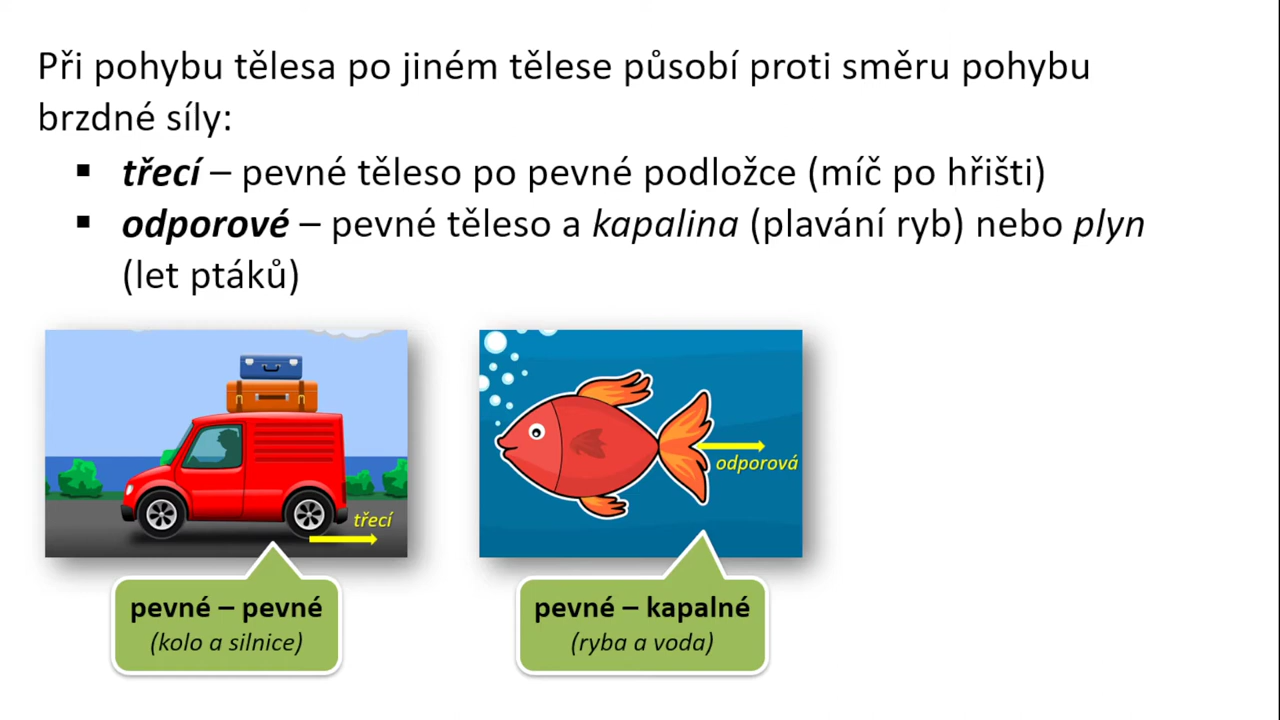 Při pohybu tělesa po jiném tělese působí proti směru pohybu
brzdné síly:
▪ třecí – pevné těleso po pevné podložce (míč po hřišti)
▪ odporové – pevné těleso a kapalina (plavání ryb) nebo plyn
(let ptáků)
třecí
odporová
pevné – pevné
(kolo a silnice)
pevné – kapalné
(ryba a voda)